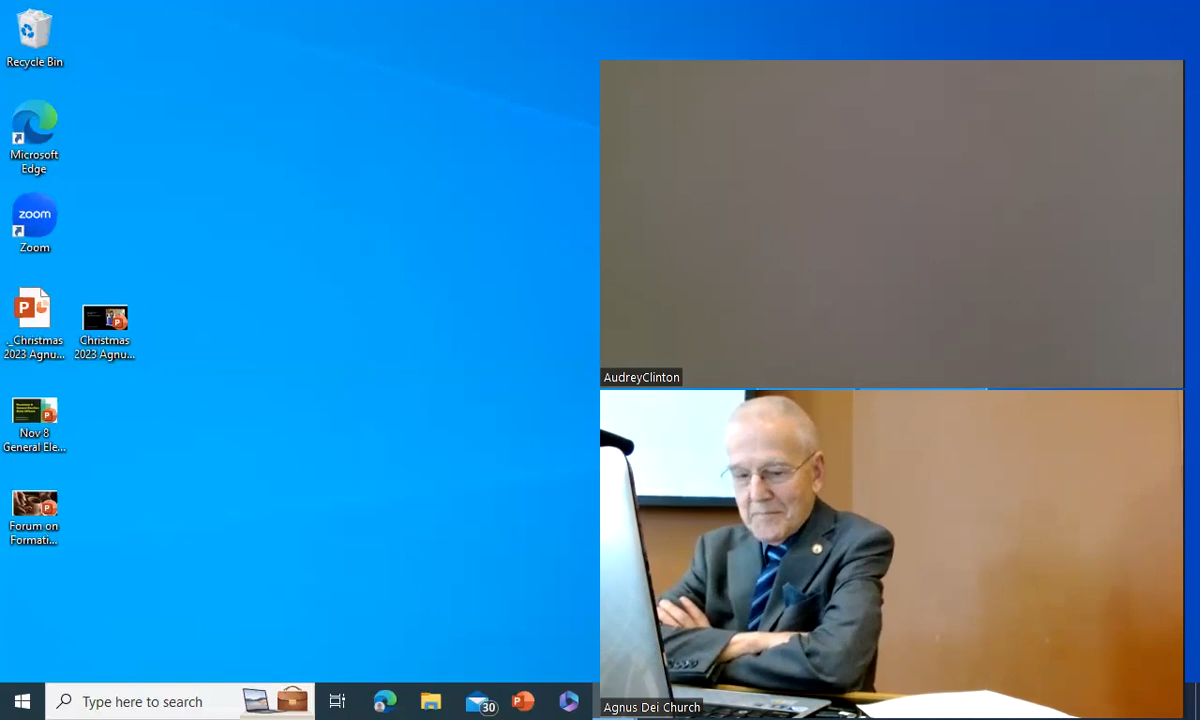 Recycle Bin
Microsoft
Edge
zoom
Zoom
._Christmas
2023 Agnu...
Christmas
2023 Agnu...
Nov 8
General Ele...
Forum on
Formati...
AudreyClinton
Agnus Dei Church
Type here to search
30